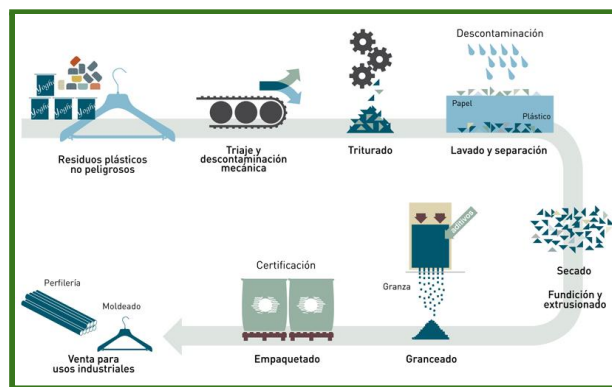 Descontaminación
Papel
Plástico
Residuos plásticos
no peligrosos
Triaje y
descontaminación
mecánica
Triturado
Lavado y separación
Secado
Fundición y
extrusionado
aditivos
Granza
Granceado
Certificación
Empaquetado
Perfilería
Moldeado
Venta para
usos industriales